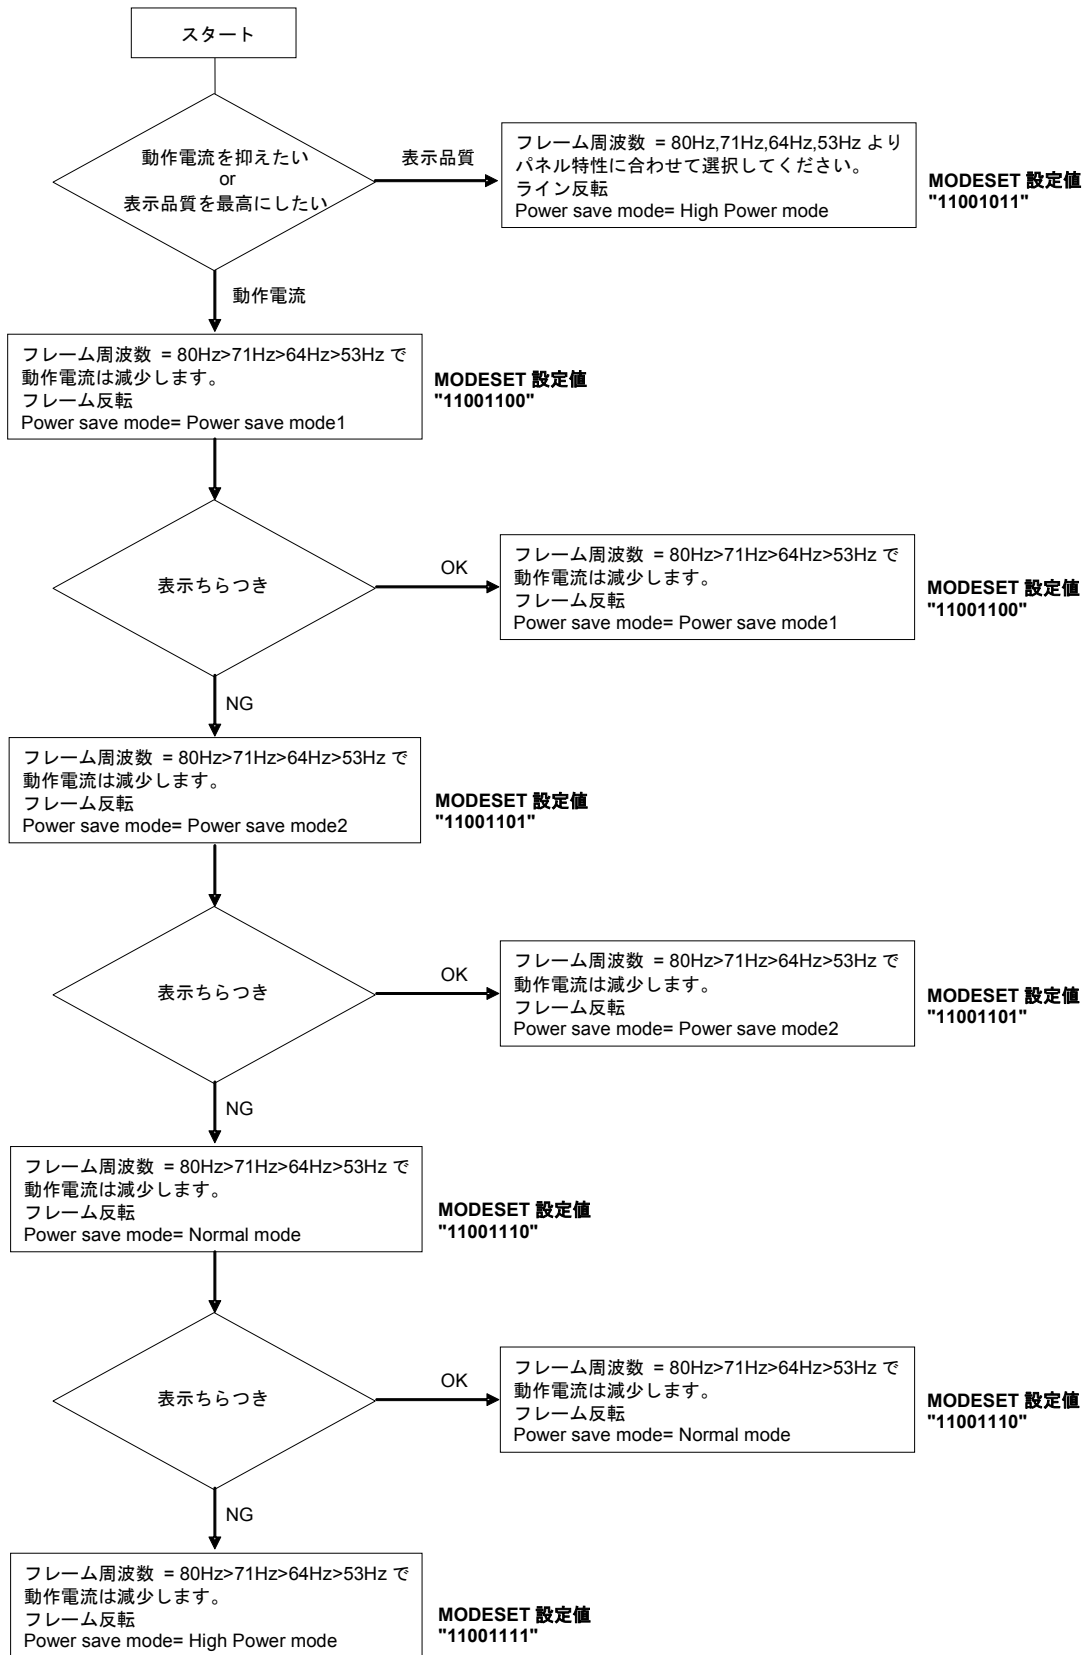 スタート
動作電流を抑えたい
or
表示品質を最高にしたい
表示品質
フレーム周波数 = 80Hz,71Hz,64Hz,53Hz より
パネル特性に合わせて選択してください。
ライン反転
Power save mode= High Power mode
MODESET 設定値
"11001011"
動作電流
フレーム周波数 = 80Hz>71Hz>64Hz>53Hz で
動作電流は減少します。
フレーム反転
Power save mode= Power save mode1
MODESET 設定値
"11001100"
表示ちらつき
OK
フレーム周波数 = 80Hz>71Hz>64Hz>53Hz で
動作電流は減少します。
フレーム反転
Power save mode= Power save mode1
MODESET 設定値
"11001100"
NG
フレーム周波数 = 80Hz>71Hz>64Hz>53Hz で
動作電流は減少します。
フレーム反転
Power save mode= Power save mode2
MODESET 設定値
"11001101"
表示ちらつき
OK
フレーム周波数 = 80Hz>71Hz>64Hz>53Hz で
動作電流は減少します。
フレーム反転
Power save mode= Power save mode2
MODESET 設定値
"11001101"
NG
フレーム周波数 = 80Hz>71Hz>64Hz>53Hz で
動作電流は減少します。
フレーム反転
Power save mode= Normal mode
MODESET 設定値
"11001110"
表示ちらつき
OK
フレーム周波数 = 80Hz>71Hz>64Hz>53Hz で
動作電流は減少します。
フレーム反転
Power save mode= Normal mode
MODESET 設定値
"11001110"
NG
フレーム周波数 = 80Hz>71Hz>64Hz>53Hz で
動作電流は減少します。
フレーム反転
Power save mode= High Power mode
MODESET 設定値
"11001111"